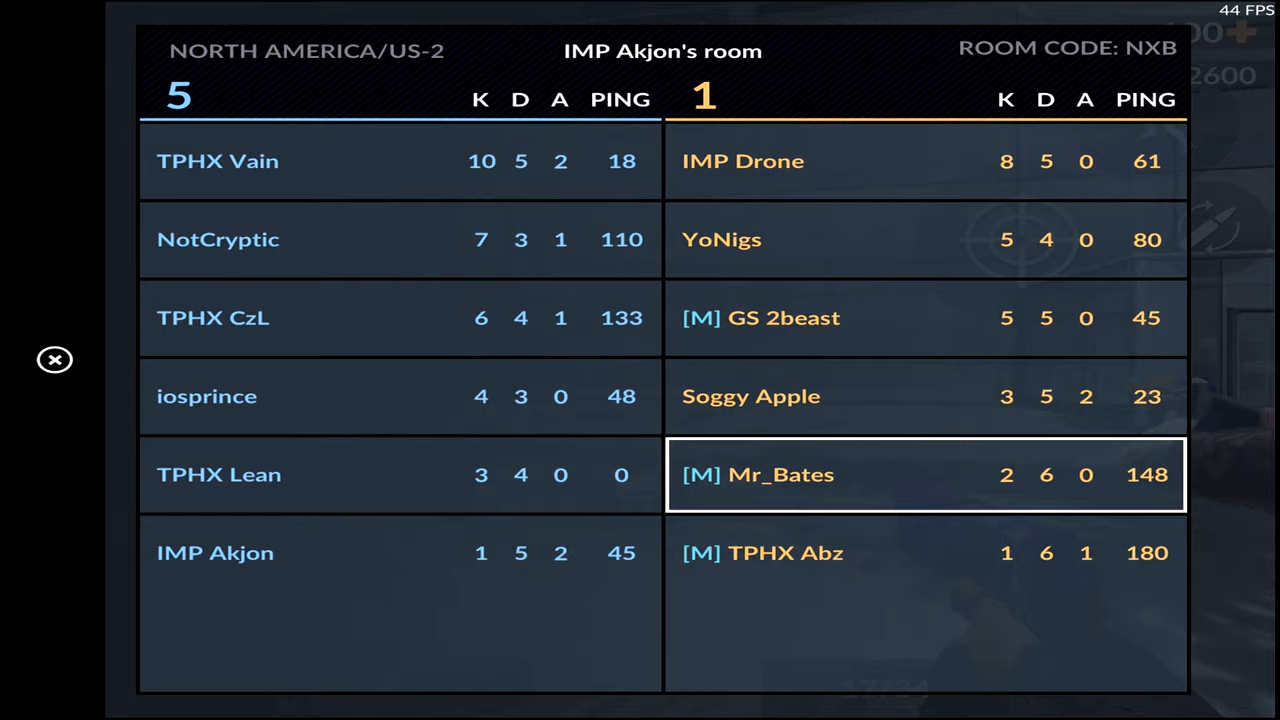 44 FPS
NORTH AMERICA/US-2 IMP Akjon's room ROOM CODE: NXB
5 K D A PING 1 K D A PING
TPHX Vain 10 5 2 18 IMP Drone 8 5 0 61
NotCryptic 7 3 1 110 YoNigs 5 4 0 80
TPHX CzL 6 4 1 133 [M] GS 2beast 5 5 0 45
iosprince 4 3 0 48 Soggy Apple 3 5 2 23
TPHX Lean 3 4 0 0 [M] Mr_Bates 2 6 0 148
IMP Akjon 1 5 2 45 [M] TPHX Abz 1 6 1 180
2600